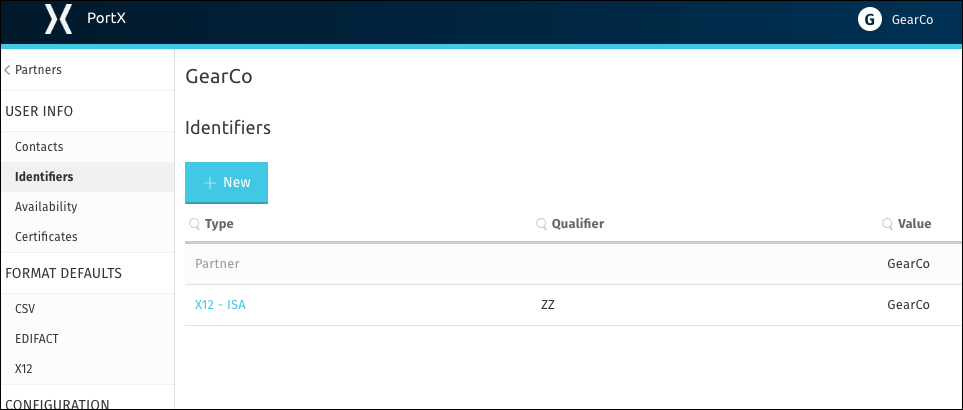 PortX
G GearCo
Partners
USER INFO
Contacts
Identifiers
Availability
Certificates
FORMAT DEFAULTS
CSV
EDIFACT
X12
CONFIGURATION
GearCo
Identifiers
+ New
Type Qualifier Value
Partner GearCo
X12 - ISA ZZ GearCo